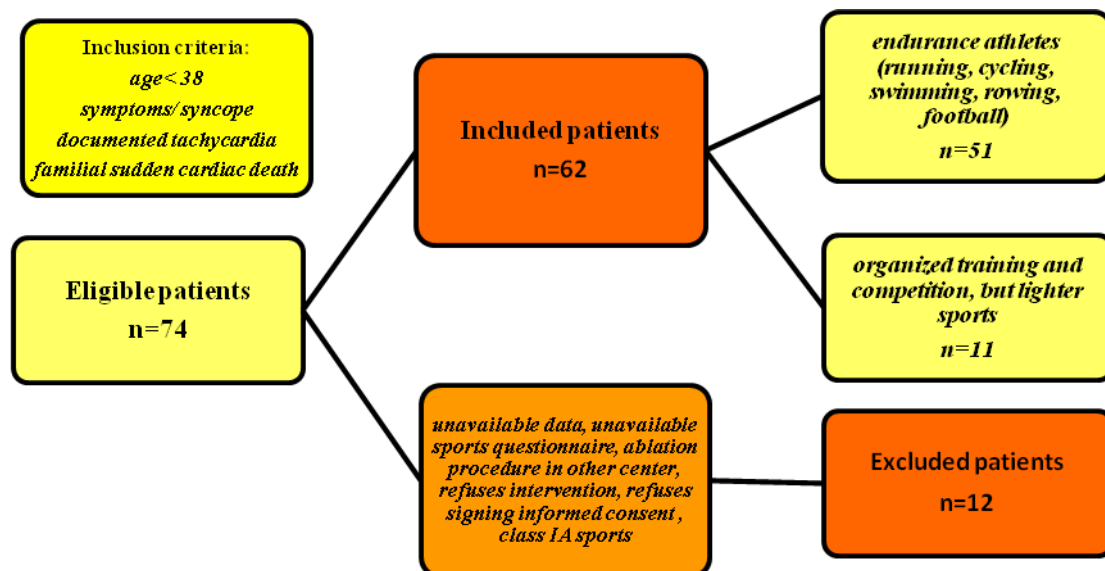 Inclusion criteria:
age< 38
symptoms/ syncope
documented tachycardia
familial sudden cardiac death
Eligible patients
n=74
Included patients
n=62
endurance athletes
(running, cycling,
swimming, rowing,
football)
n=51
organized training and
competition, but lighter
sports
n=11
unavailable data, unavailable
sports questionnaire, ablation
procedure in other center,
refuses intervention, refuses
signing informed consent ,
class IA sports
Excluded patients
n=12